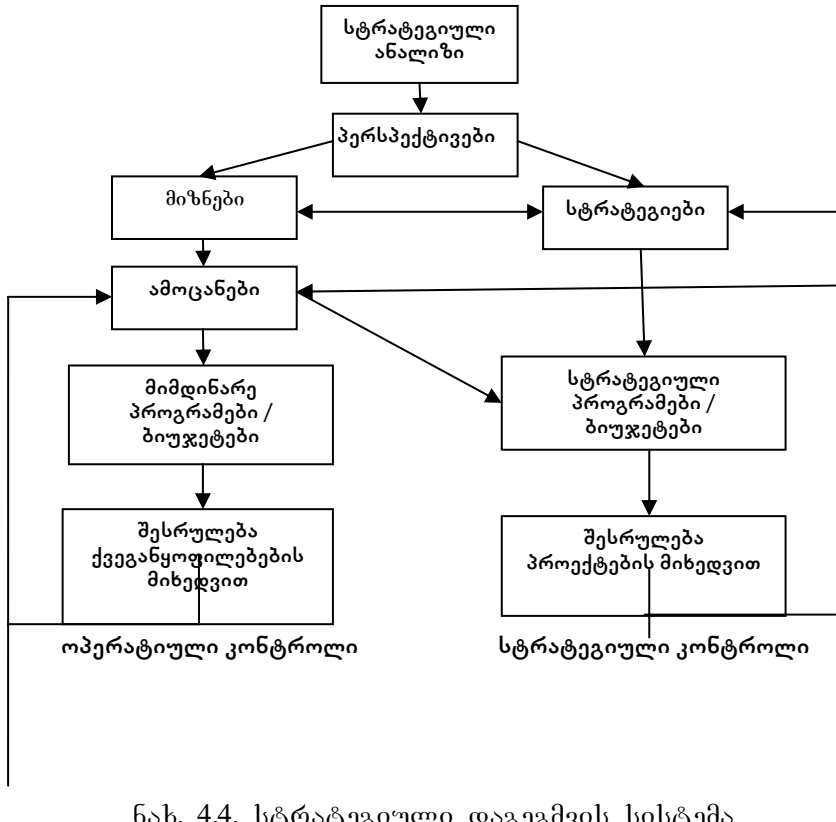 სტრატეგიული
ანალიზი
პერსპექტივები
მიზნები
სტრატეგიები
ამოცანები
მიმდინარე
პროგრამები /
ბიუჯეტები
სტრატეგიული
პროგრამები /
ბიუჯეტები
შესრულება
ქვეგანყოფილებების
მიხედვით
შესრულება
პროექტების მიხედვით
ოპერატიული კონტროლი
სტრატეგიული კონტროლი
ნახ. 4.4. სტრატეგიული დაგეგმვის სისტემა